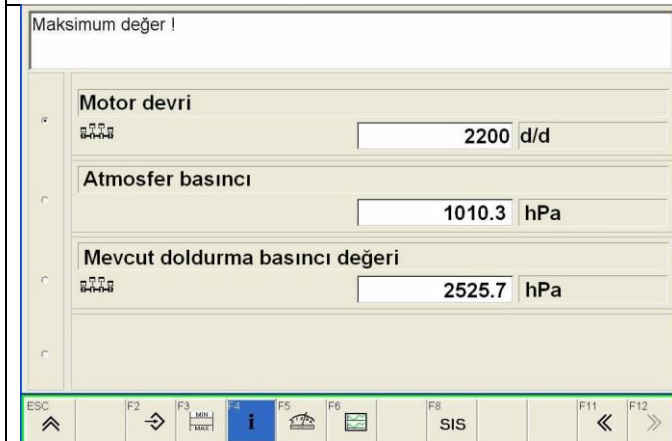 Maksimum değer !
Motor devri
2200 d/d
Atmosfer basıncı
1010.3 hPa
Mevcut doldurma basıncı değeri
2525.7 hPa
ESC F2 F3 MIN MAX F4 i F5 F6 F8 SIS F11 F12